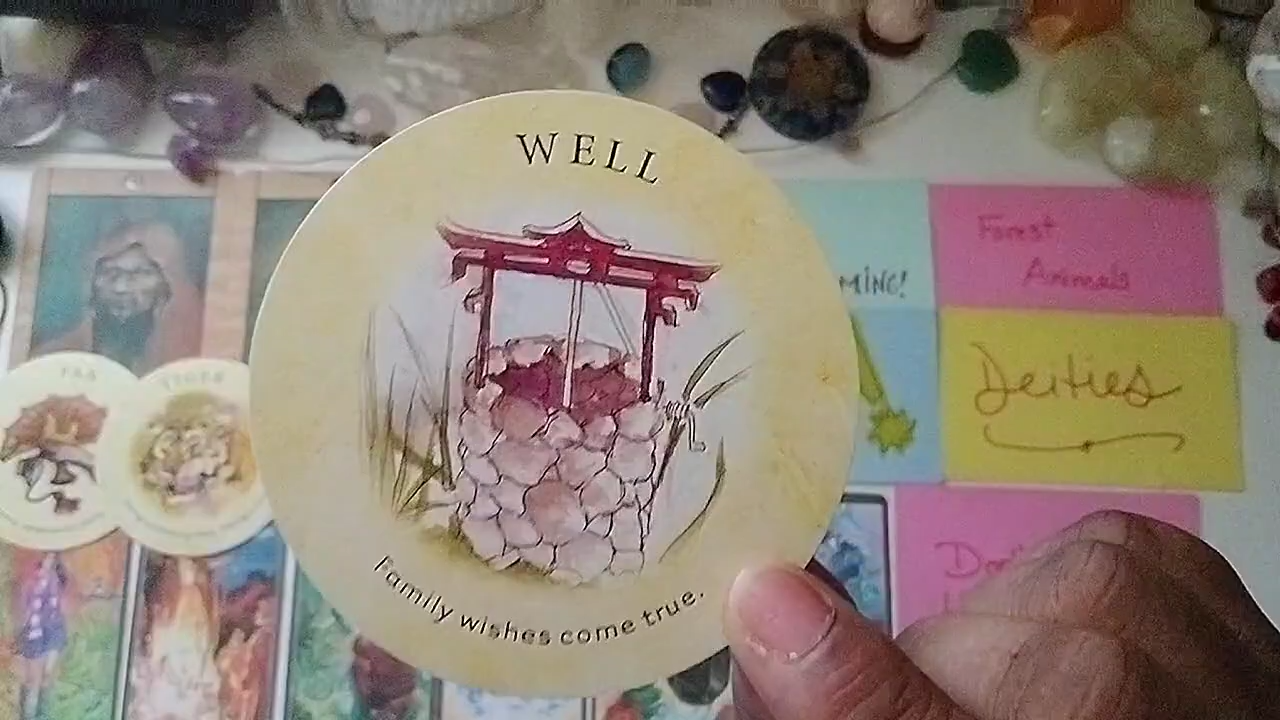 WELL
Family wishes come true.
MING!
Forest
Animals
Deities